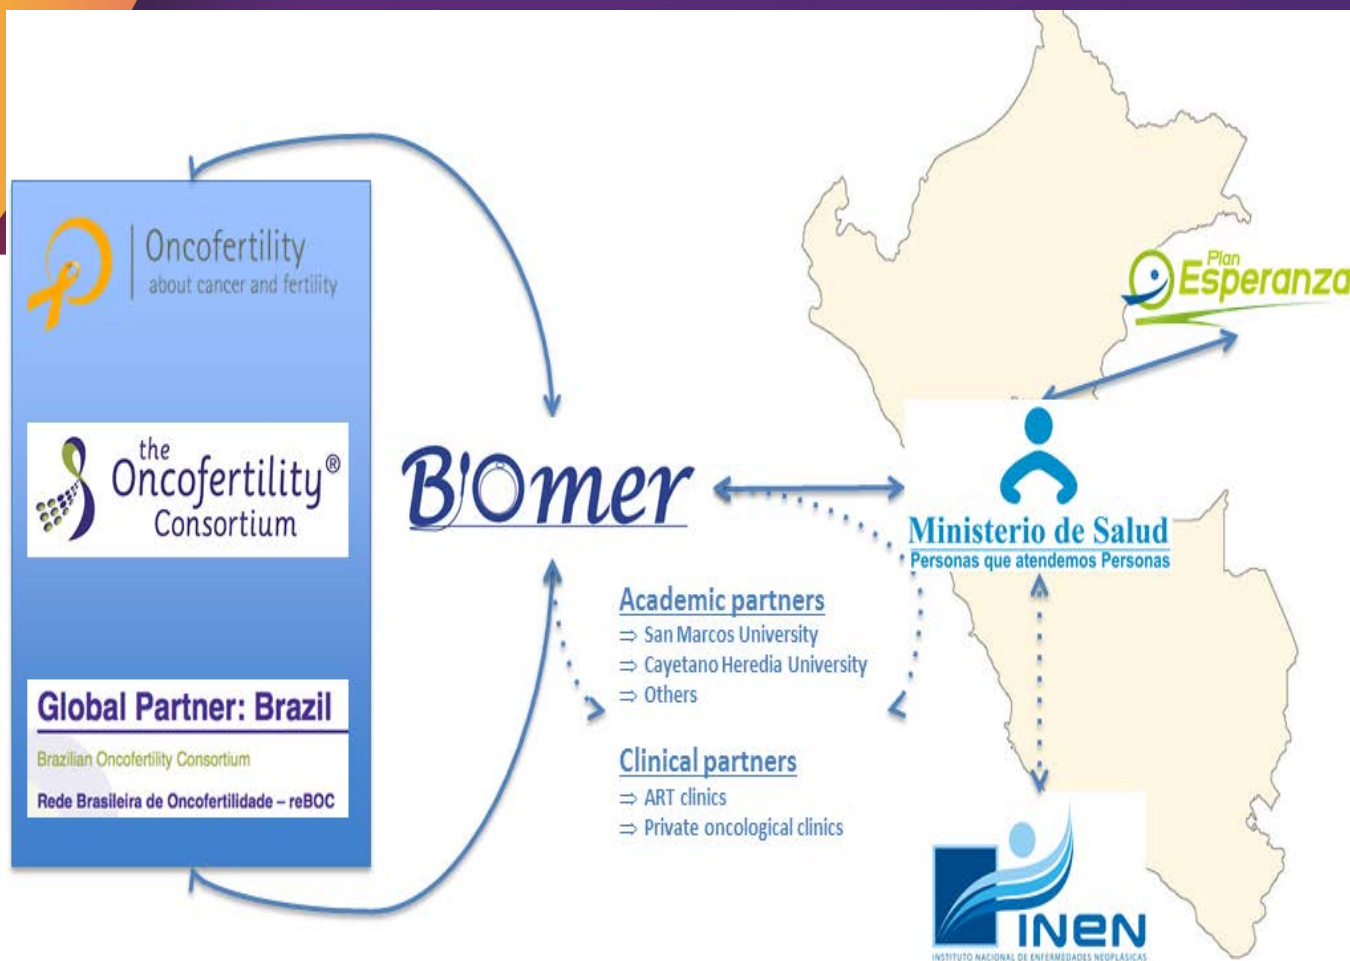 Oncofertility
about cancer and fertility
the
Oncofertility®
Consortium
Global Partner: Brazil
Brazilian Oncofertility Consortium
Rede Brasileira de Oncofertilidade – reBOC
BIOmer
Academic partners
⇒ San Marcos University
⇒ Cayetano Heredia University
⇒ Others
Clinical partners
⇒ ART clinics
⇒ Private oncological clinics
Plan
Esperanza
Ministerio de Salud
Personas que atendemos Personas
INEN
INSTITUTO NACIONAL DE ENFERMEDADES NEOPLÁSICAS